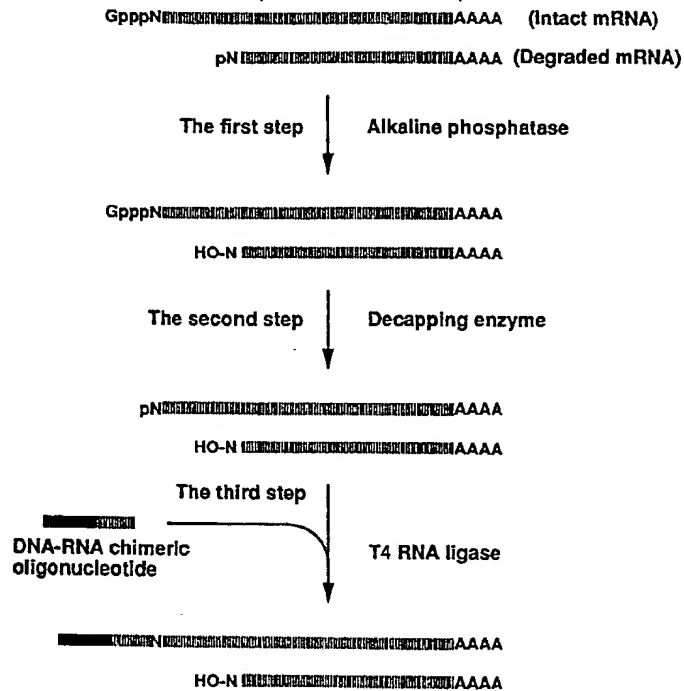 GpppN AAAA (Intact mRNA)
pN AAAA (Degraded mRNA)
The first step Alkaline phosphatase
GpppN AAAA
HO-N AAAA
The second step Decapping enzyme
pN AAAA
HO-N AAAA
The third step
DNA-RNA chimeric
oligonucleotide
T4 RNA ligase
N AAAA
HO-N AAAA